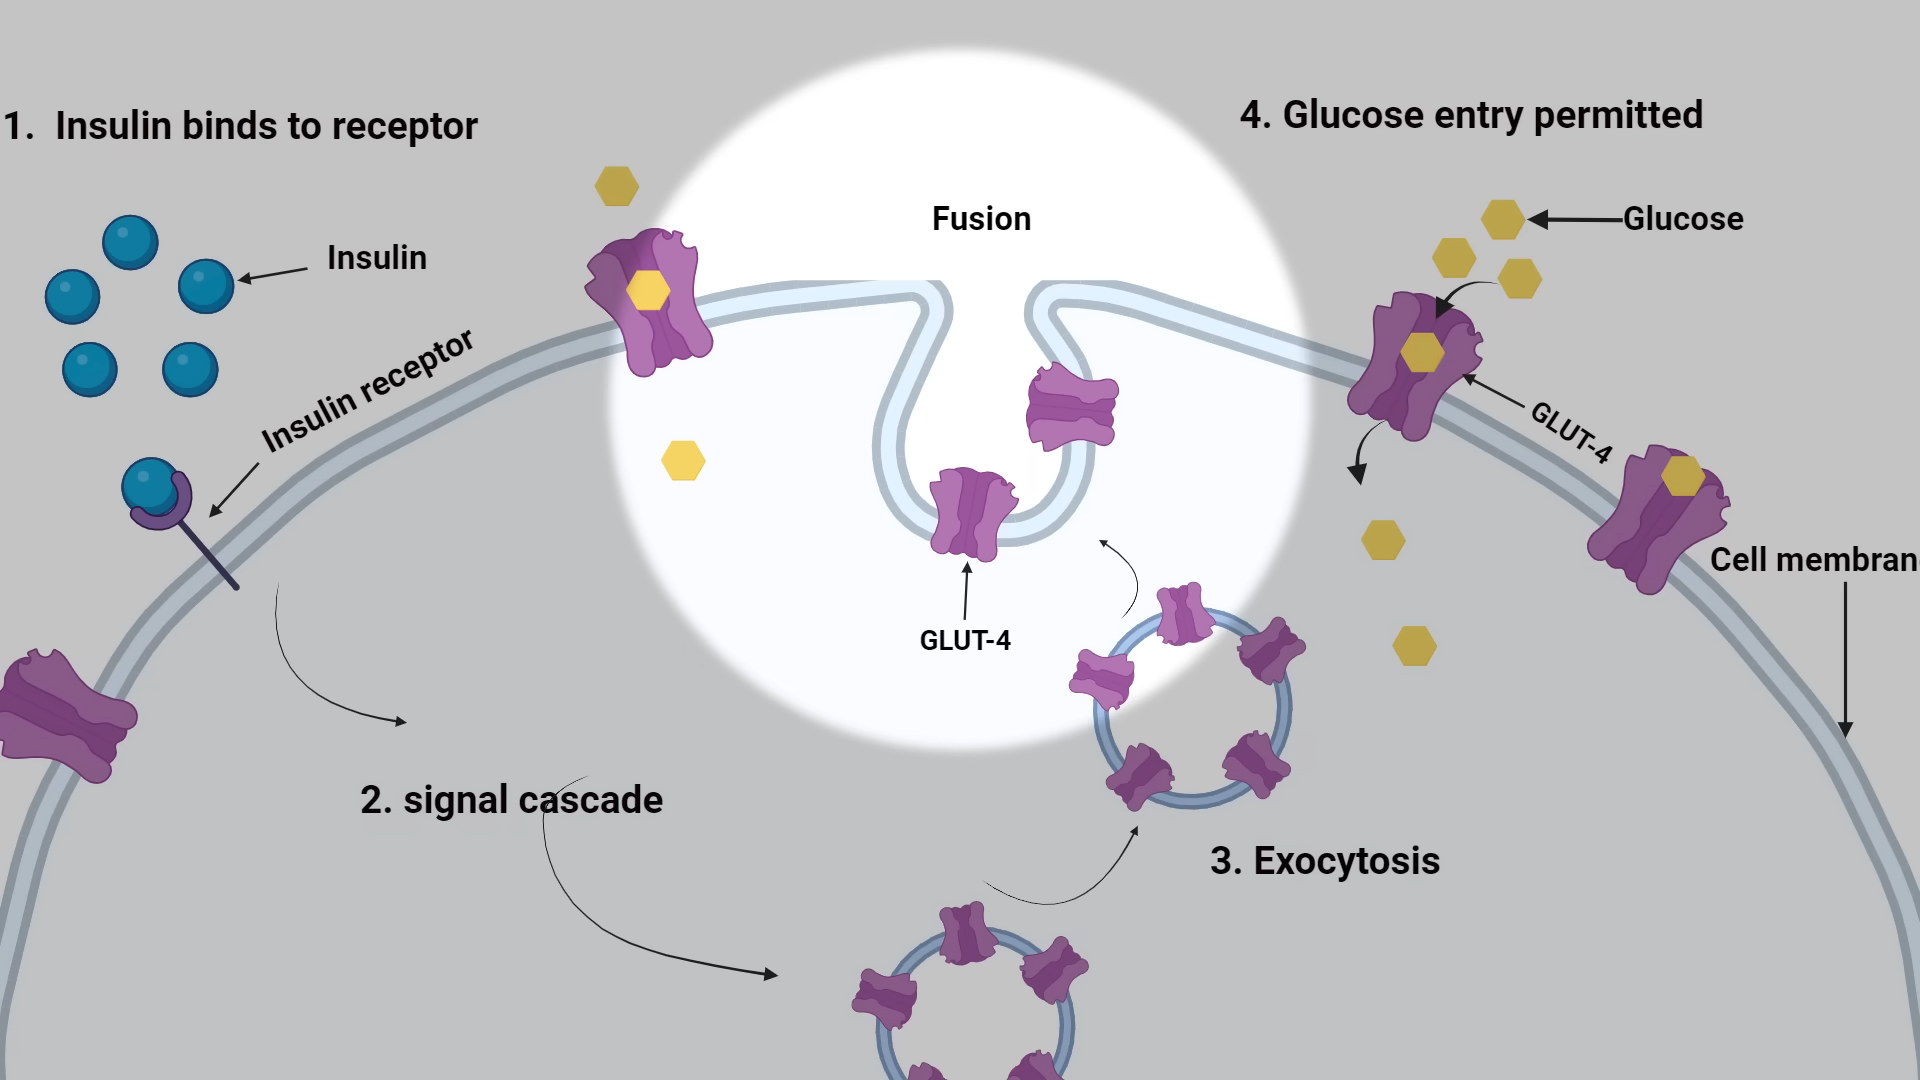 1. Insulin binds to receptor
4. Glucose entry permitted
Fusion
Glucose
Insulin
Insulin receptor
GLUT-4
Cell membran
GLUT-4
2. signal cascade
3. Exocytosis